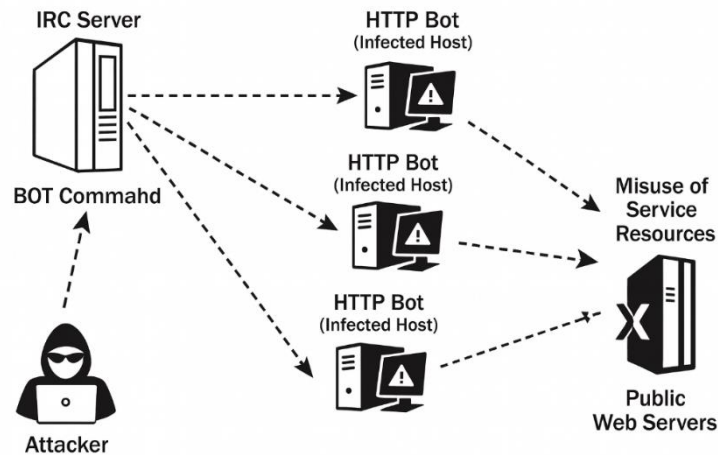 IRC Server
BOT Commahd
Attacker
HTTP Bot
(Infected Host)
HTTP Bot
(Infected Host)
HTTP Bot
(Infected Host)
Misuse of
Service
Resources
Public
Web Servers